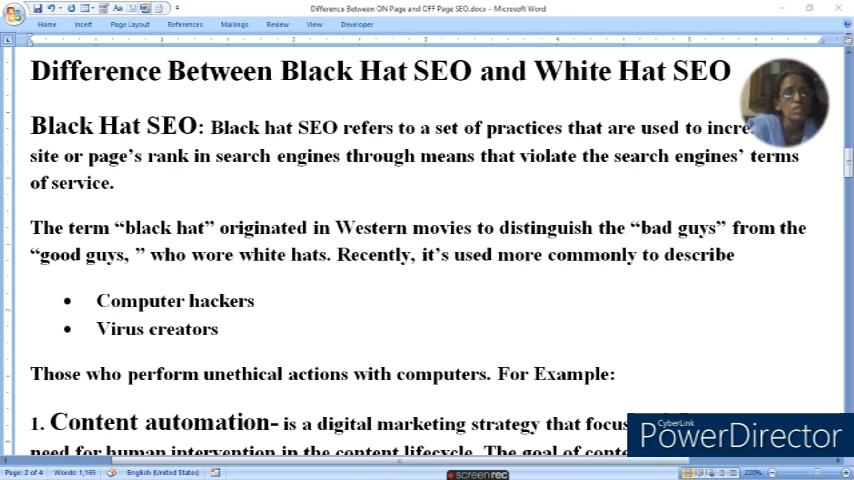 Difference Between ON Page and OFF Page SEO.docx - Microsoft Word
Home Insert Page Layout References Mailings Review View Developer
Difference Between Black Hat SEO and White Hat SEO
Black Hat SEO: Black hat SEO refers to a set of practices that are used to incre
site or page's rank in search engines through means that violate the search engines' terms
of service.
The term “black hat” originated in Western movies to distinguish the “bad guys” from the
“good guys, ” who wore white hats. Recently, it's used more commonly to describe
• Computer hackers
• Virus creators
Those who perform unethical actions with computers. For Example:
1. Content automation- is a digital marketing strategy that focus
need for human intervention in the content lifecycle. The goal of conte
CyberLink
PowerDirector
Page: 2 of 4 Words: 1,165 English (United States) screenrec 220%